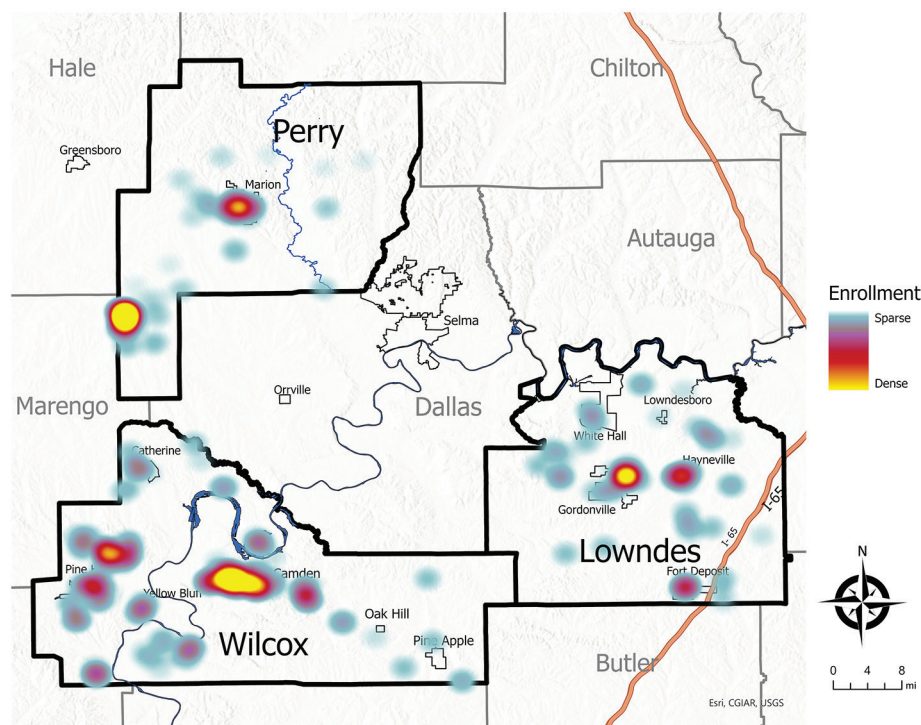 Hale
Chilton
Perry
Greensboro
Marion
Autauga
Enrollment
Sparse
Dense
Selma
Orrville
Marengo
Dallas
Lowndesboro
White Hall
Catherine
Hayneville
Gordonville
I-65
I- 65
Lowndes
Fort Deposit
N
Camden
Yellow Bluff
Oak Hill
Wilcox
Pine Apple
Butler
0 4 8
mi
Esri, CGIAR, USGS